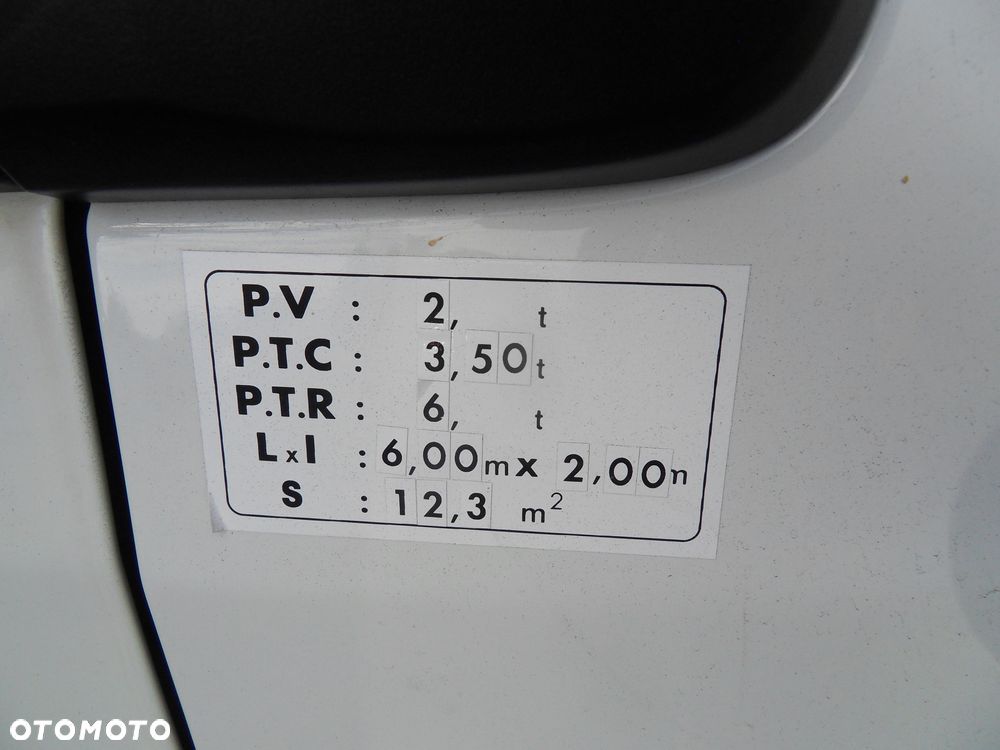 P.V : 2, t
P.T.C : 3,50t
P.T.R : 6, t
LxI : 6,00m x 2,00n
S : 12,3 m²
OTOMOTO